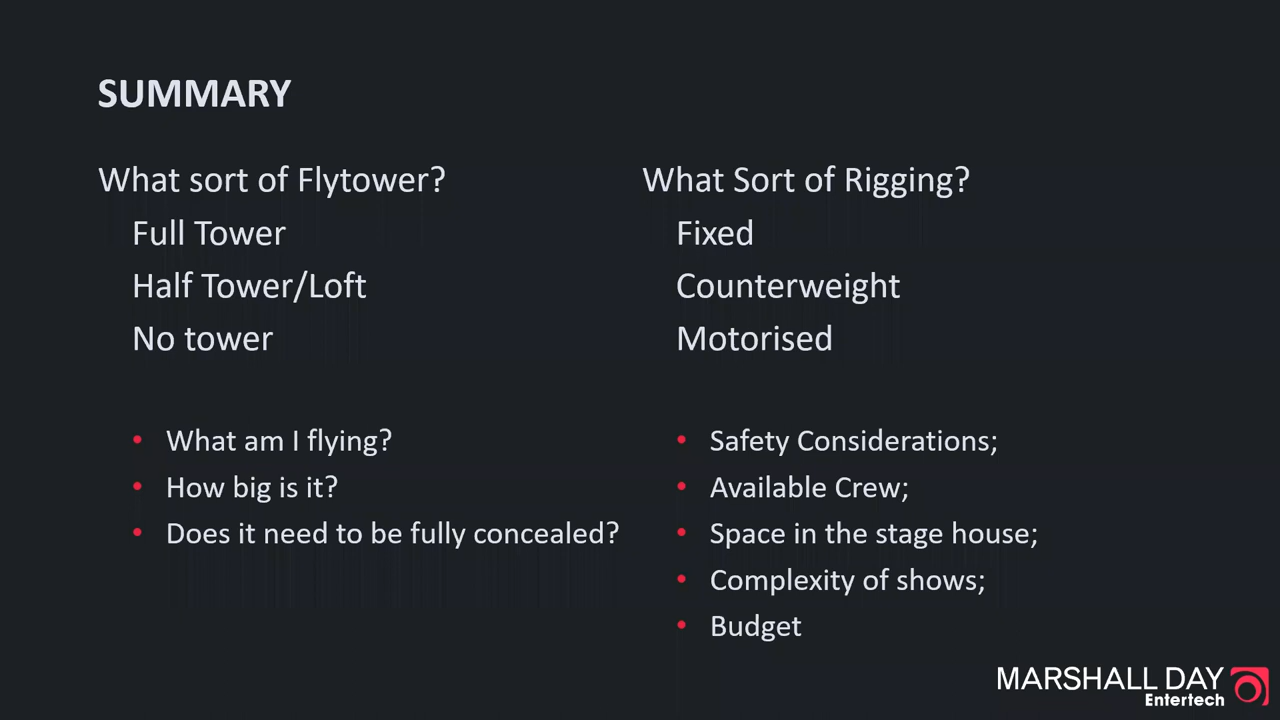 SUMMARY
What sort of Flytower?
Full Tower
Half Tower/Loft
No tower
• What am I flying?
• How big is it?
• Does it need to be fully concealed?
What Sort of Rigging?
Fixed
Counterweight
Motorised
• Safety Considerations;
• Available Crew;
• Space in the stage house;
• Complexity of shows;
• Budget
MARSHALL DAY
Entertech